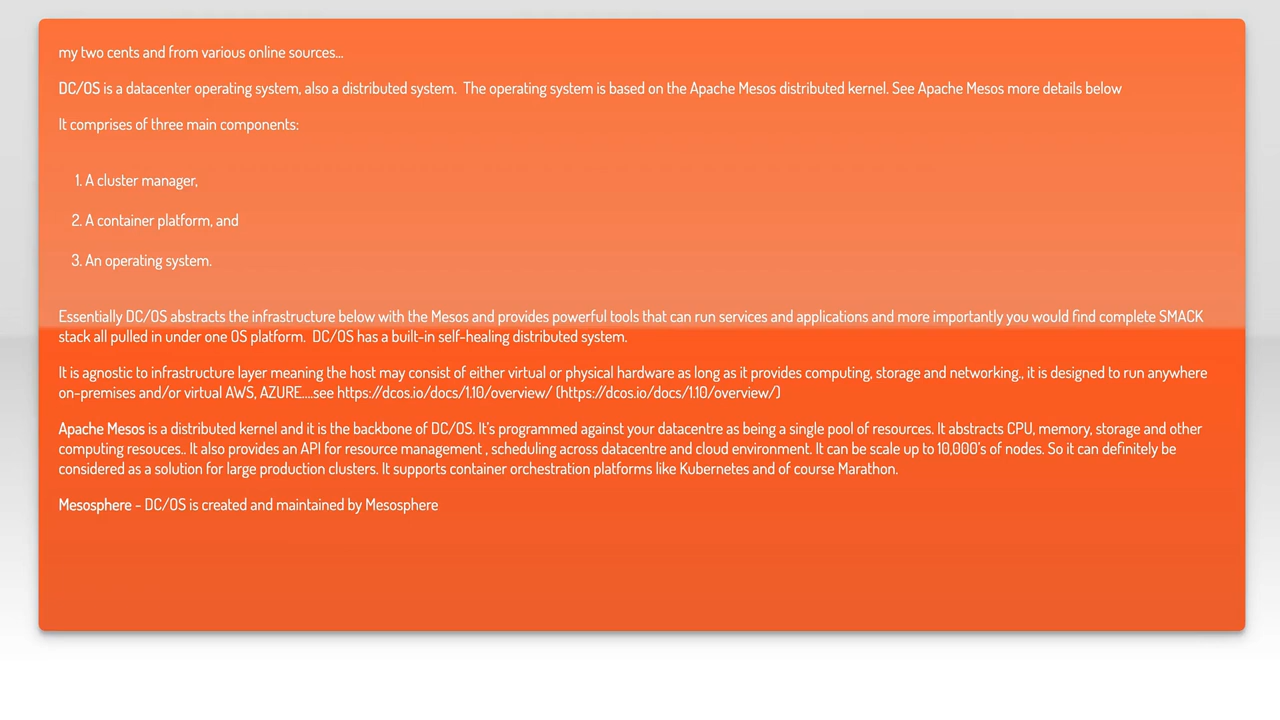 my two cents and from various online sources...
DC/OS is a datacenter operating system, also a distributed system.  The operating system is based on the Apache Mesos distributed kernel. See Apache Mesos more details below
It comprises of three main components:
1. A cluster manager,
2. A container platform, and
3. An operating system.
Essentially DC/OS abstracts the infrastructure below with the Mesos and provides powerful tools that can run services and applications and more importantly you would find complete SMACK
stack all pulled in under one OS platform.  DC/OS has a built-in self-healing distributed system.
It is agnostic to infrastructure layer meaning the host may consist of either virtual or physical hardware as long as it provides computing, storage and networking., it is designed to run anywhere
on-premises and/or virtual AWS, AZURE....see https://dcos.io/docs/1.10/overview/ (https://dcos.io/docs/1.10/overview/)
Apache Mesos is a distributed kernel and it is the backbone of DC/OS. It's programmed against your datacentre as being a single pool of resources. It abstracts CPU, memory, storage and other
computing resouces.. It also provides an API for resource management , scheduling across datacentre and cloud environment. It can be scale up to 10,000's of nodes. So it can definitely be
considered as a solution for large production clusters. It supports container orchestration platforms like Kubernetes and of course Marathon.
Mesosphere - DC/OS is created and maintained by Mesosphere